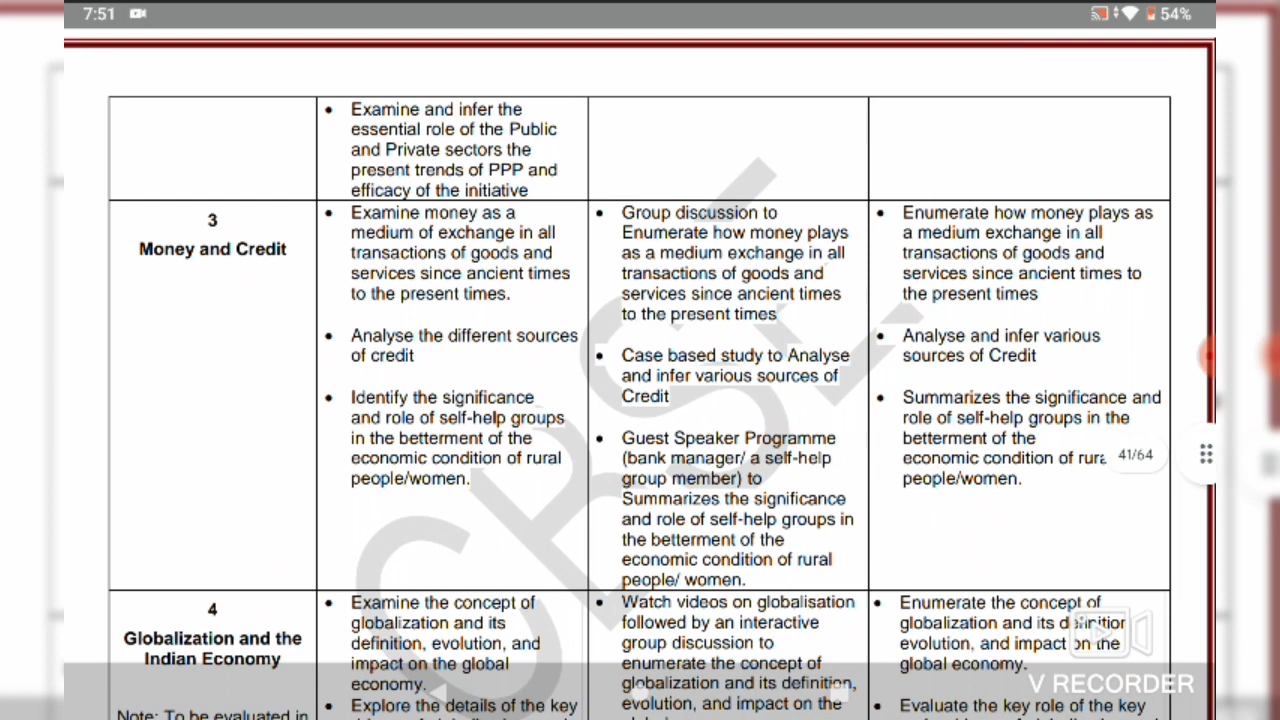 7:51
54%
Examine and infer the
essential role of the Public
and Private sectors the
present trends of PPP and
efficacy of the initiative
3
Money and Credit
• Examine money as a
medium of exchange in all
transactions of goods and
services since ancient times
to the present times.
• Analyse the different sources
of credit
• Identify the significance
and role of self-help groups
in the betterment of the
economic condition of rural
people/women.
• Group discussion to
Enumerate how money plays
as a medium exchange in all
transactions of goods and
services since ancient times
to the present times
• Case based study to Analyse
and infer various sources of
Credit
• Guest Speaker Programme
(bank manager/ a self-help
group member) to
Summarizes the significance
and role of self-help groups in
the betterment of the
economic condition of rural
people/ women.
• Enumerate how money plays as
a medium exchange in all
transactions of goods and
services since ancient times to
the present times
• Analyse and infer various
sources of Credit
• Summarizes the significance and
role of self-help groups in the
betterment of the
economic condition of
people/women.
41/64
4
Globalization and the
Indian Economy
Note: To be evaluated in
• Examine the concept of
globalization and its
definition, evolution, and
impact on the global
economy.
• Explore the details of the key
• Watch videos on globalisation
followed by an interactive
group discussion to
enumerate the concept of
globalization and its definition,
evolution, and impact on the
• Enumerate the concept of
globalization and its definition
evolution, and impact on the
global economy.
• Evaluate the key role of the key
CBSE
V RECORDER